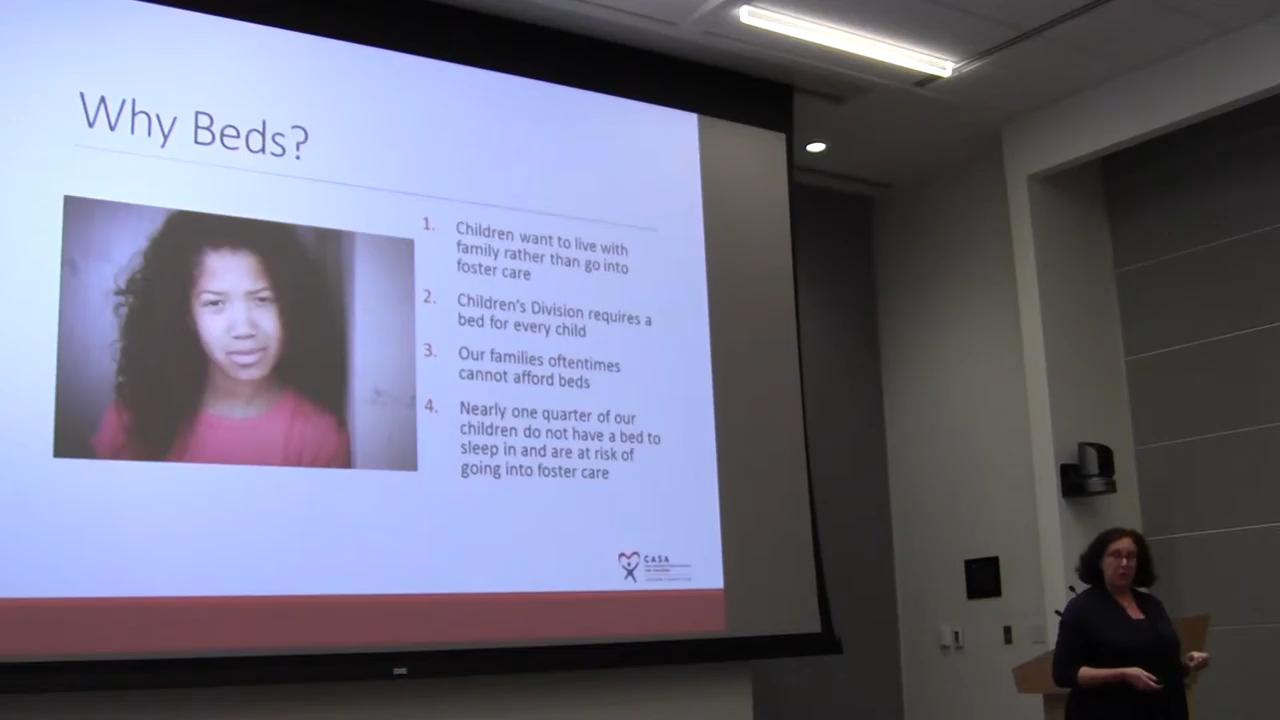 Why Beds?
1. Children want to live with
family rather than go into
foster care
2. Children's Division requires a
bed for every child
3. Our families oftentimes
cannot afford beds
4. Nearly one quarter of our
children do not have a bed to
sleep in and are at risk of
going into foster care
CASA